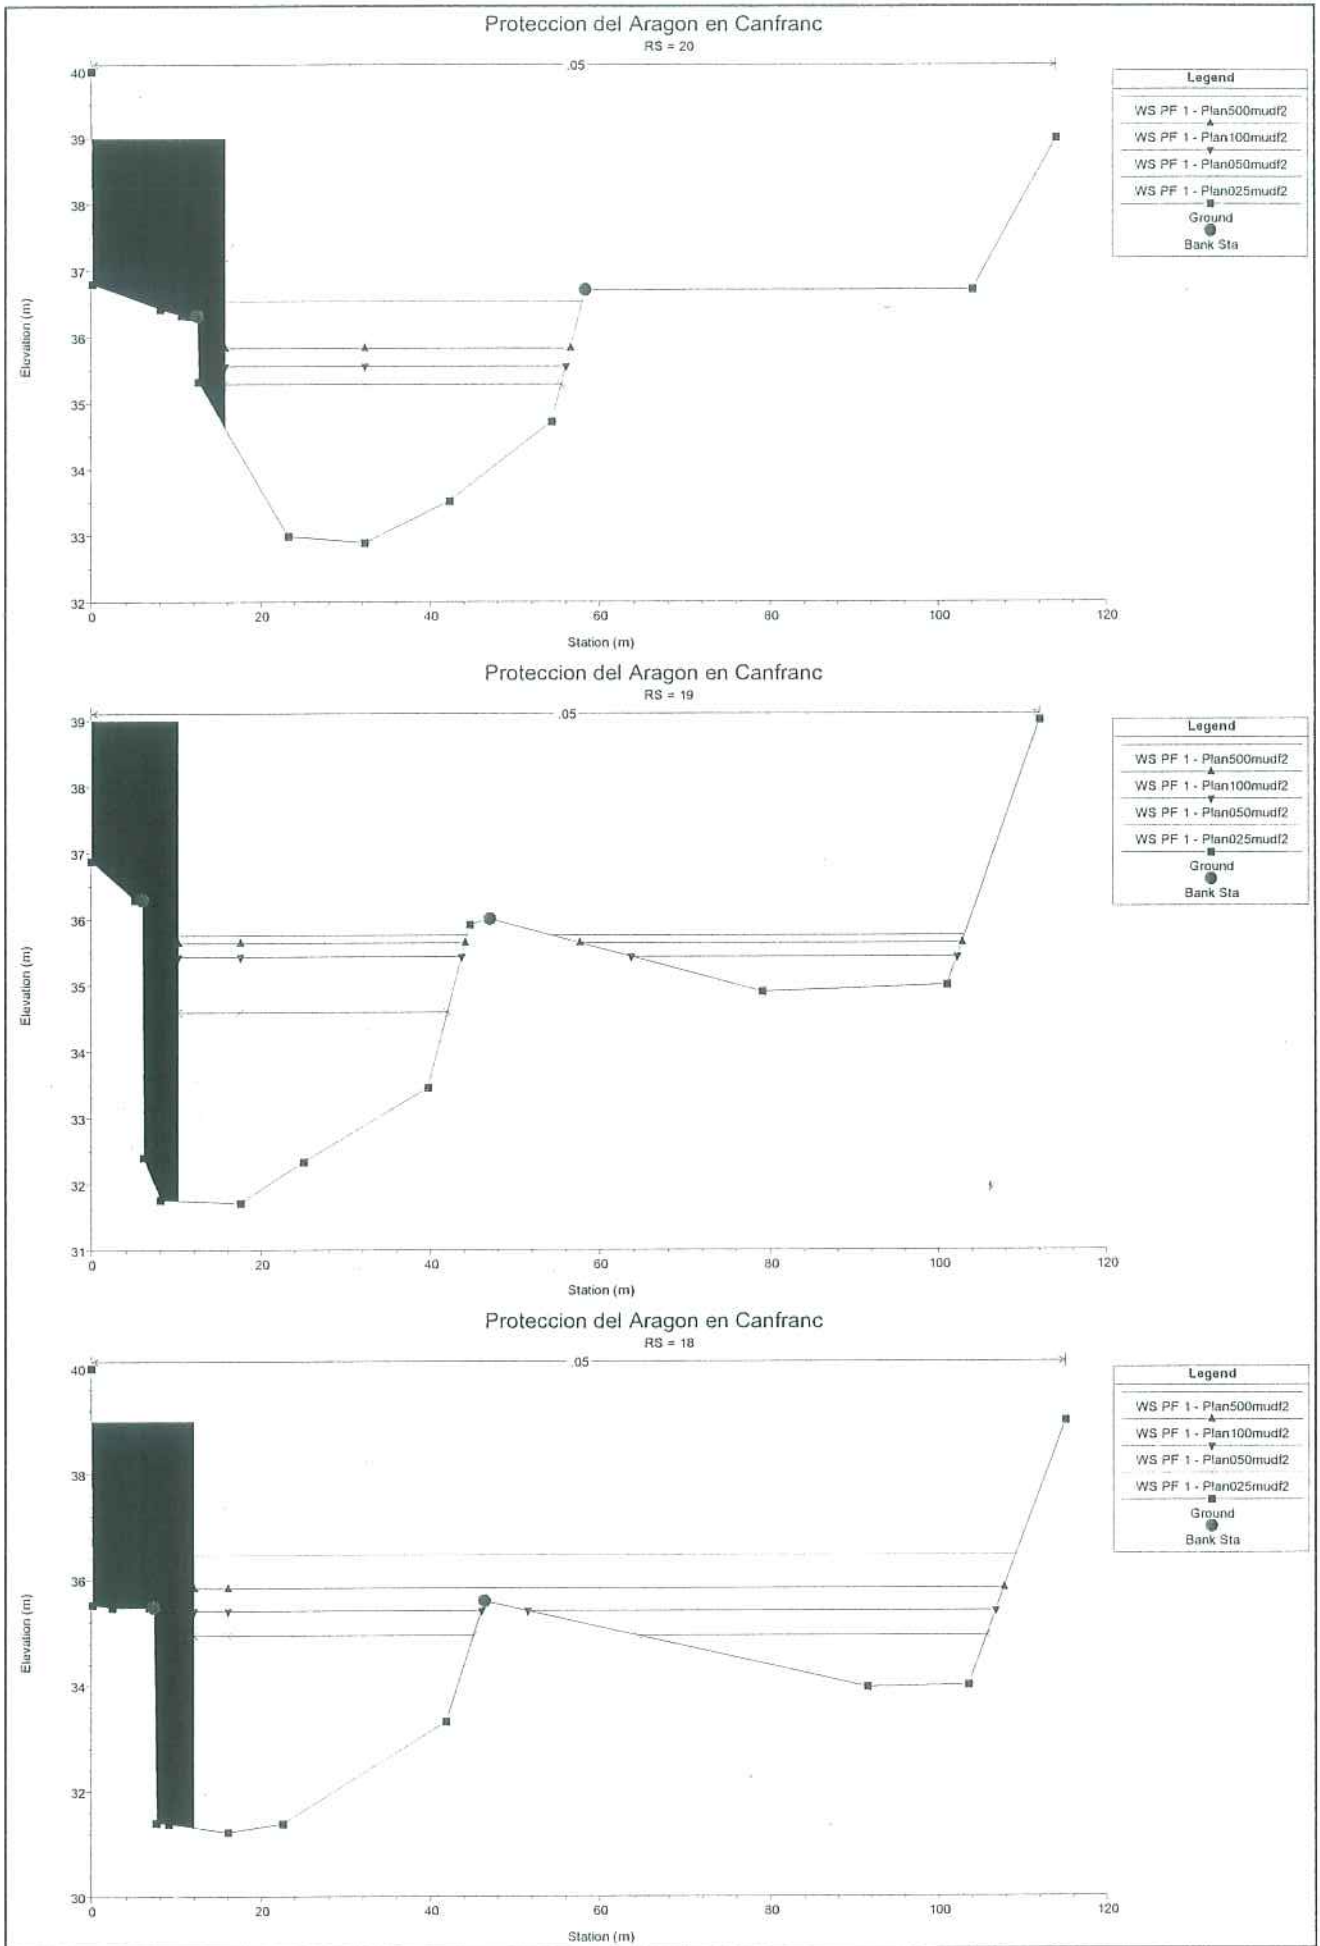 Proteccion del Aragon en Canfranc
RS = 20
.05
40
39
38
37
36
35
34
33
32
Elevation (m)
0 20 40 60 80 100 120
Station (m)
Legend
WS PF 1 - Plan500mudf2
WS PF 1 - Plan100mudf2
WS PF 1 - Plan050mudf2
WS PF 1 - Plan025mudf2
Ground
Bank Sta
Proteccion del Aragon en Canfranc
RS = 19
.05
39
38
37
36
35
34
33
32
31
Elevation (m)
0 20 40 60 80 100 120
Station (m)
Legend
WS PF 1 - Plan500mudf2
WS PF 1 - Plan100mudf2
WS PF 1 - Plan050mudf2
WS PF 1 - Plan025mudf2
Ground
Bank Sta
Proteccion del Aragon en Canfranc
RS = 18
.05
40
38
36
34
32
30
Elevation (m)
0 20 40 60 80 100 120
Station (m)
Legend
WS PF 1 - Plan500mudf2
WS PF 1 - Plan100mudf2
WS PF 1 - Plan050mudf2
WS PF 1 - Plan025mudf2
Ground
Bank Sta